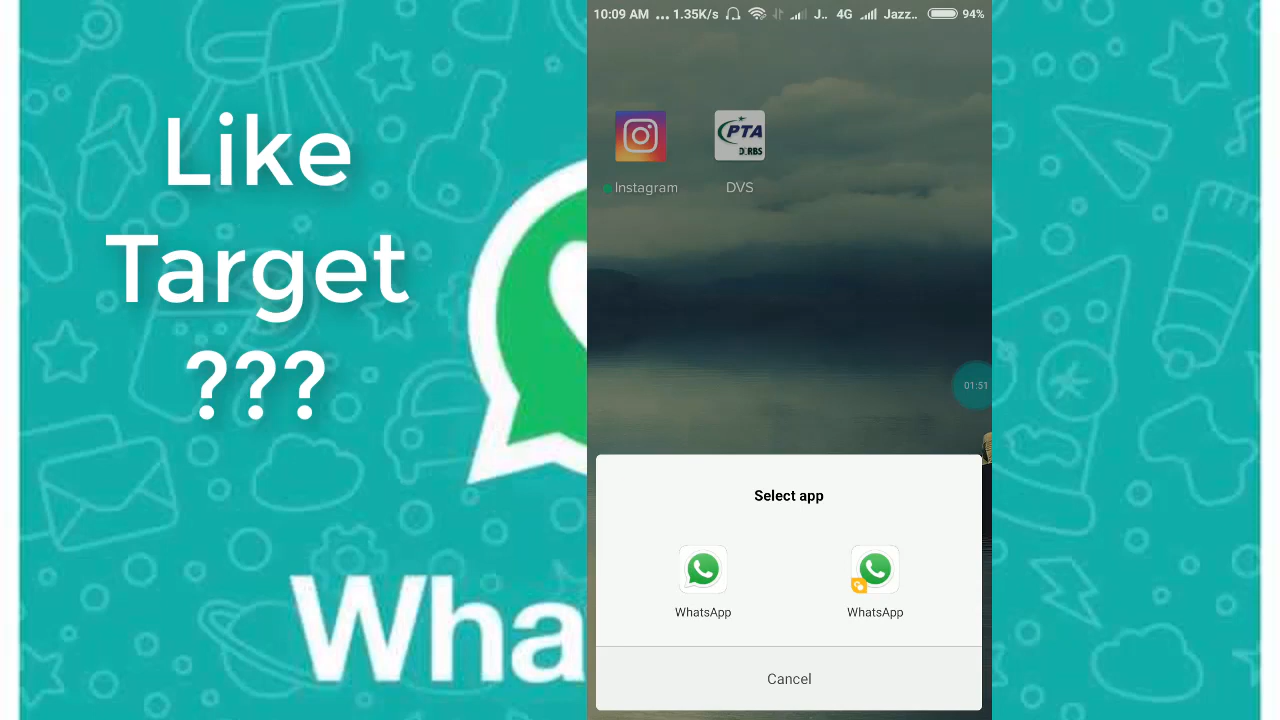 Like
Target
???
Wha
10:09 AM ... 1.35K/s J.. 4G Jazz.. 94%
PTA
DIRBS
Instagram
DVS
01:51
Select app
WhatsApp
WhatsApp
Cancel